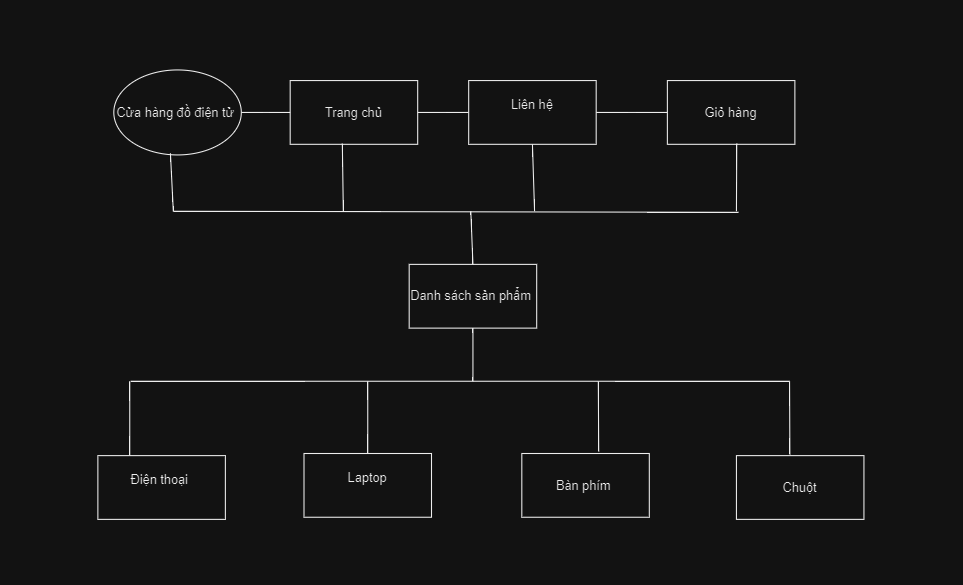 Cửa hàng đồ điện tử
Trang chủ
Liên hệ
Giỏ hàng
Danh sách sản phẩm
Điện thoại
Laptop
Bàn phím
Chuột